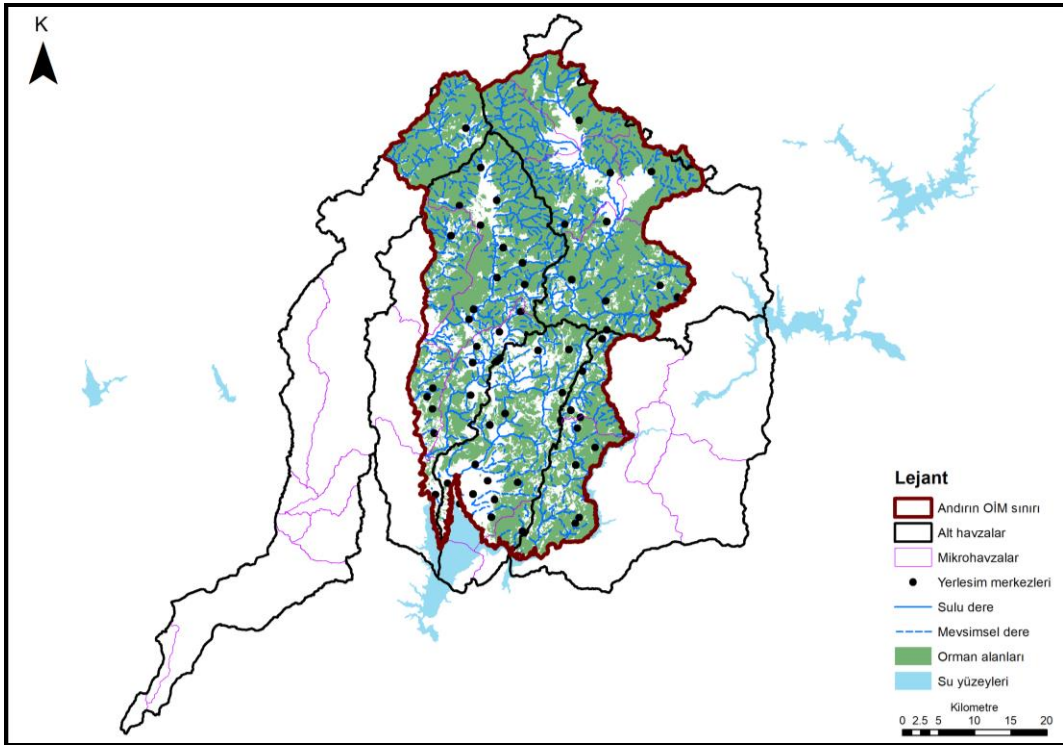 K
Lejant
Andırın OİM sınırı
Alt havzalar
Mikrohavzalar
Yerlesim merkezleri
Sulu dere
Mevsimsel dere
Orman alanları
Su yüzeyleri
Kilometre
0 2.5 5 10 15 20